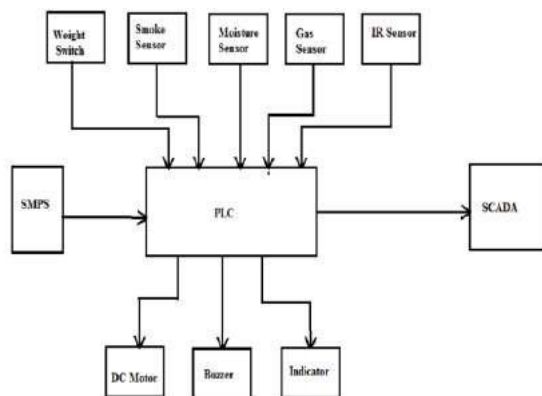 Weight
Switch
Smoke
Sensor
Moisture
Sensor
Gas
Sensor
IR Sensor
SMPS
PLC
SCADA
DC Motor
Buzzer
Indicator